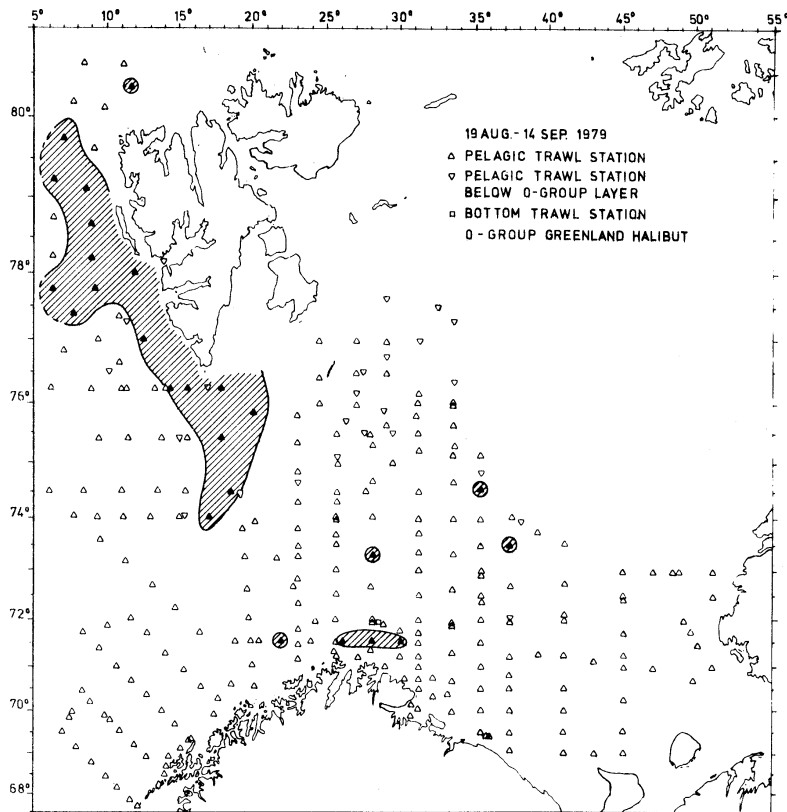 5° 10° 15° 20° 25° 30° 35° 40° 45° 50° 55°
80°
19 AUG.- 14 SEP. 1979
△ PELAGIC TRAWL STATION
▽ PELAGIC TRAWL STATION
BELOW O-GROUP LAYER
□ BOTTOM TRAWL STATION
O - GROUP GREENLAND HALIBUT
78°
76°
74°
72°
70°
68°